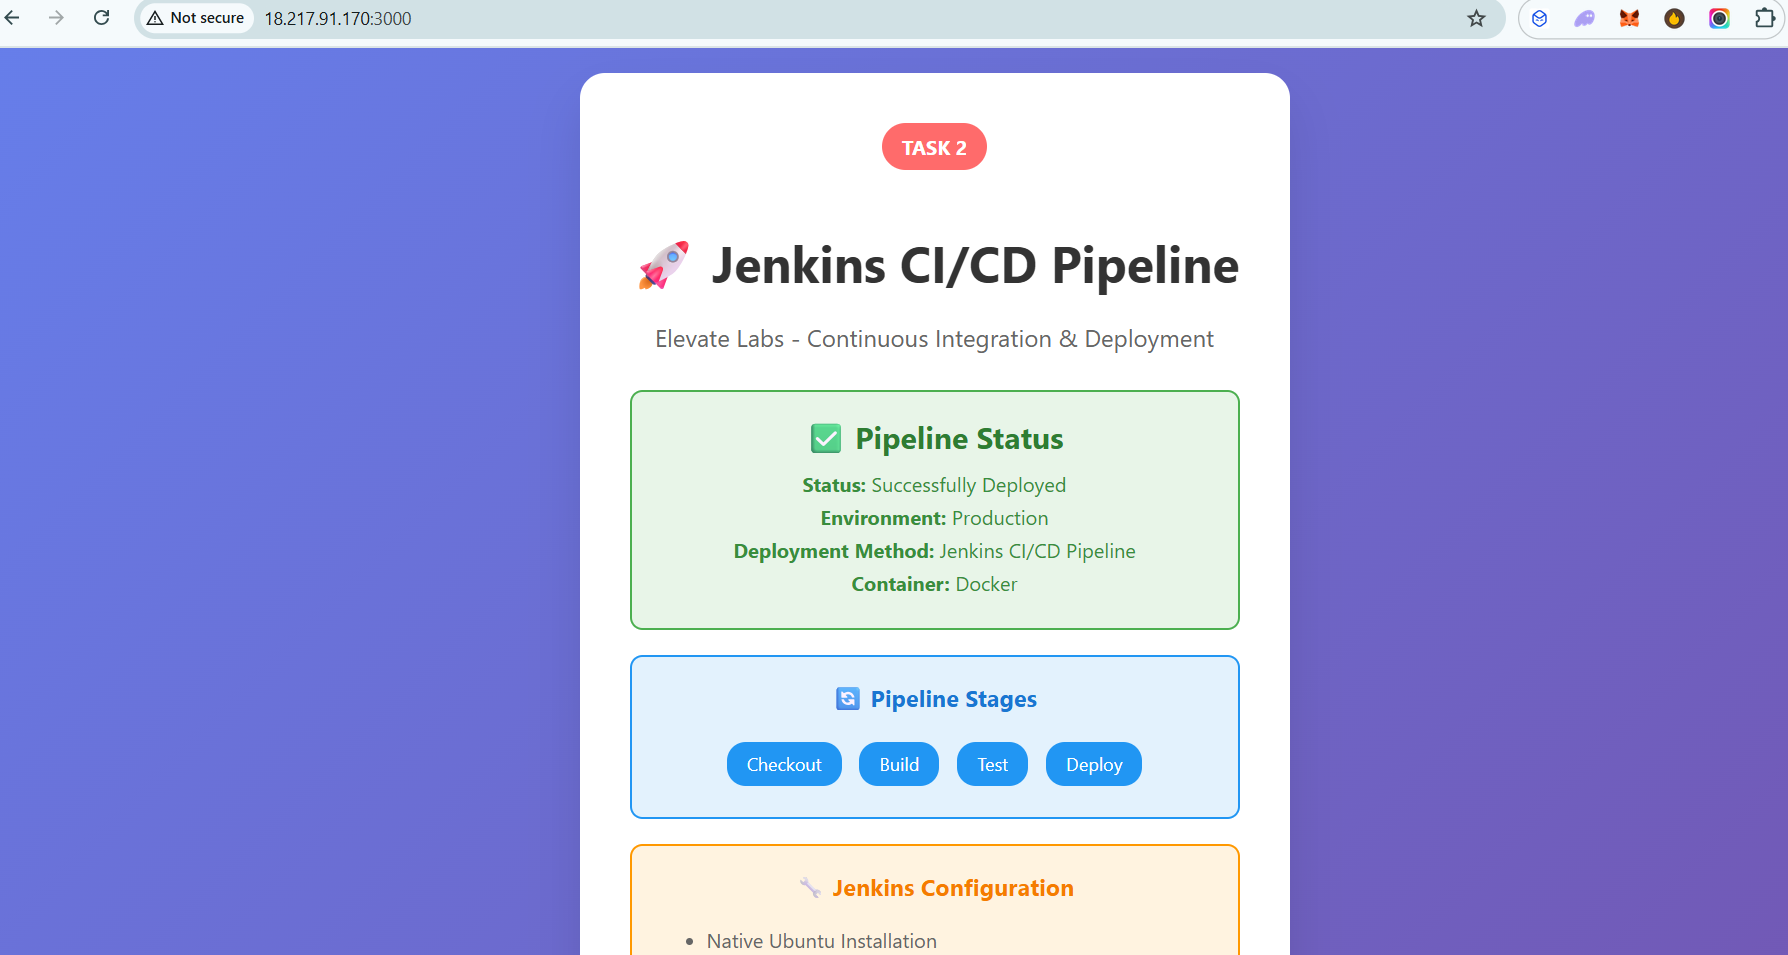 Not secure
18.217.91.170:3000
TASK 2
Jenkins CI/CD Pipeline
Elevate Labs - Continuous Integration & Deployment
Pipeline Status
Status: Successfully Deployed
Environment: Production
Deployment Method: Jenkins CI/CD Pipeline
Container: Docker
Pipeline Stages
Checkout Build Test Deploy
Jenkins Configuration
• Native Ubuntu Installation